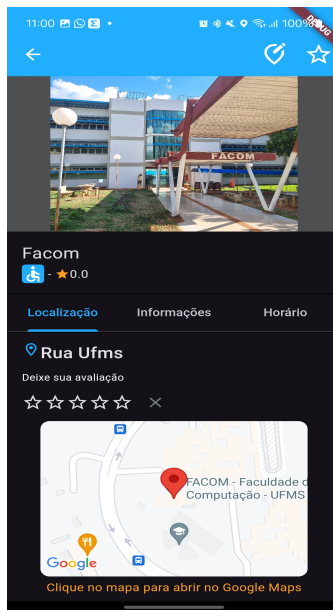 11:00
100%
DEBUG
FACOM
Facom
- ★0.0
Localização Informações Horário
Rua Ufms
Deixe sua avaliação
FACOM - Faculdade d
Computação - UFMS
Google
Clique no mapa para abrir no Google Maps